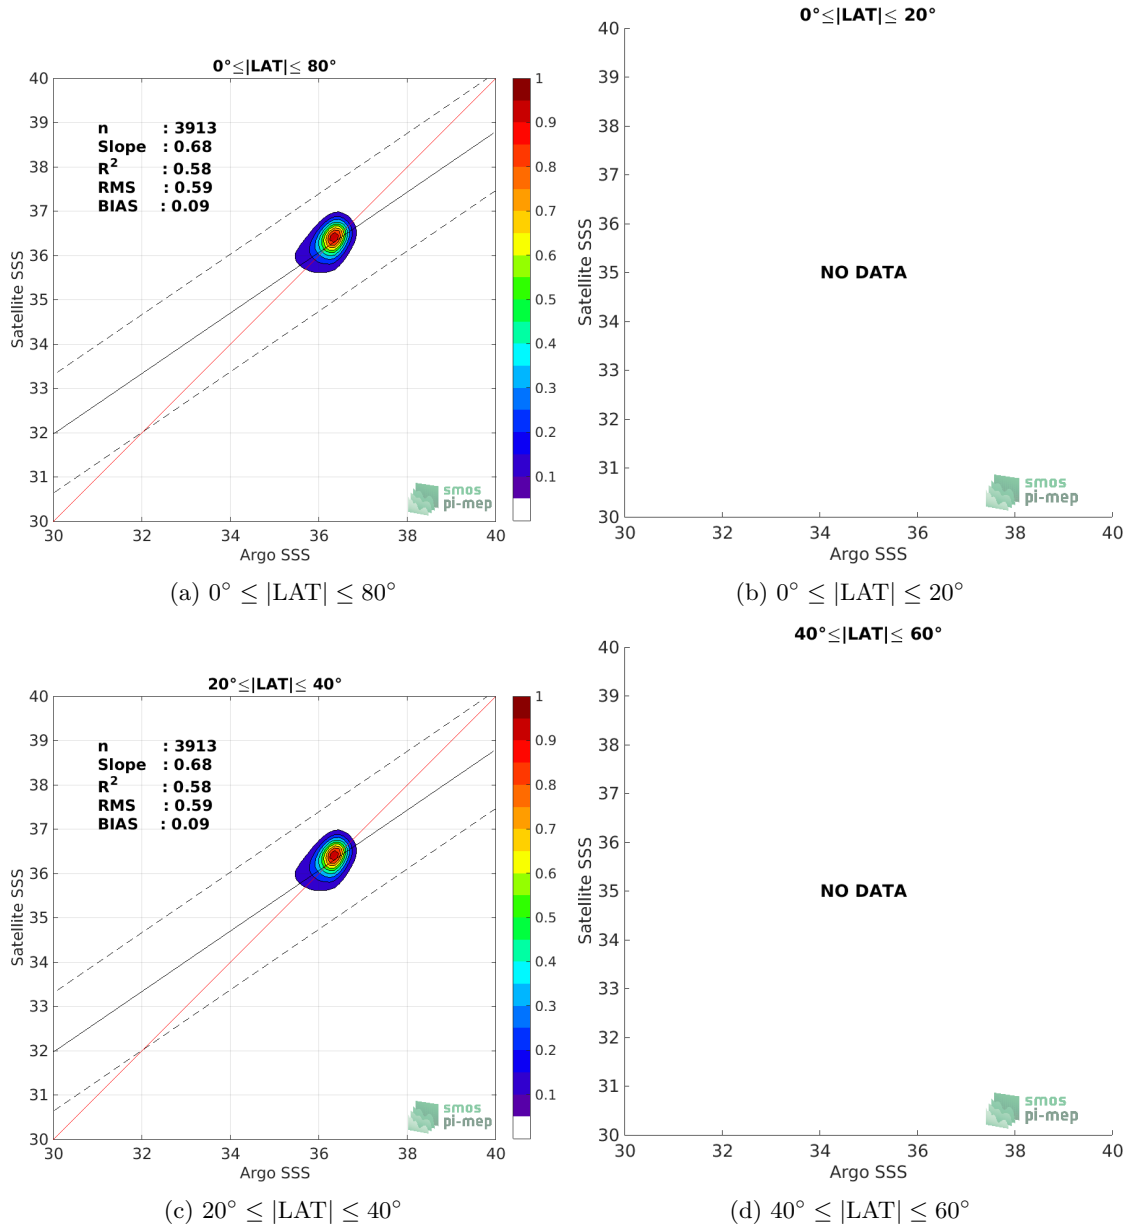 0°≤|LAT|≤ 80°
40
39
38
37
36
35
34
33
32
31
30
Satellite SSS
n : 3913
Slope : 0.68
R² : 0.58
RMS : 0.59
BIAS : 0.09
30 32 34 36 38 40
Argo SSS
1
0.9
0.8
0.7
0.6
0.5
0.4
0.3
0.2
0.1
smos
pi-mep
(a) 0° ≤ |LAT| ≤ 80°
0°≤|LAT|≤ 20°
40
39
38
37
36
35
34
33
32
31
30
Satellite SSS
NO DATA
smos
pi-mep
30 32 34 36 38 40
Argo SSS
(b) 0° ≤ |LAT| ≤ 20°
20°≤|LAT|≤ 40°
40
39
38
37
36
35
34
33
32
31
30
Satellite SSS
n : 3913
Slope : 0.68
R² : 0.58
RMS : 0.59
BIAS : 0.09
30 32 34 36 38 40
Argo SSS
1
0.9
0.8
0.7
0.6
0.5
0.4
0.3
0.2
0.1
smos
pi-mep
(c) 20° ≤ |LAT| ≤ 40°
40°≤|LAT|≤ 60°
40
39
38
37
36
35
34
33
32
31
30
Satellite SSS
NO DATA
smos
pi-mep
30 32 34 36 38 40
Argo SSS
(d) 40° ≤ |LAT| ≤ 60°